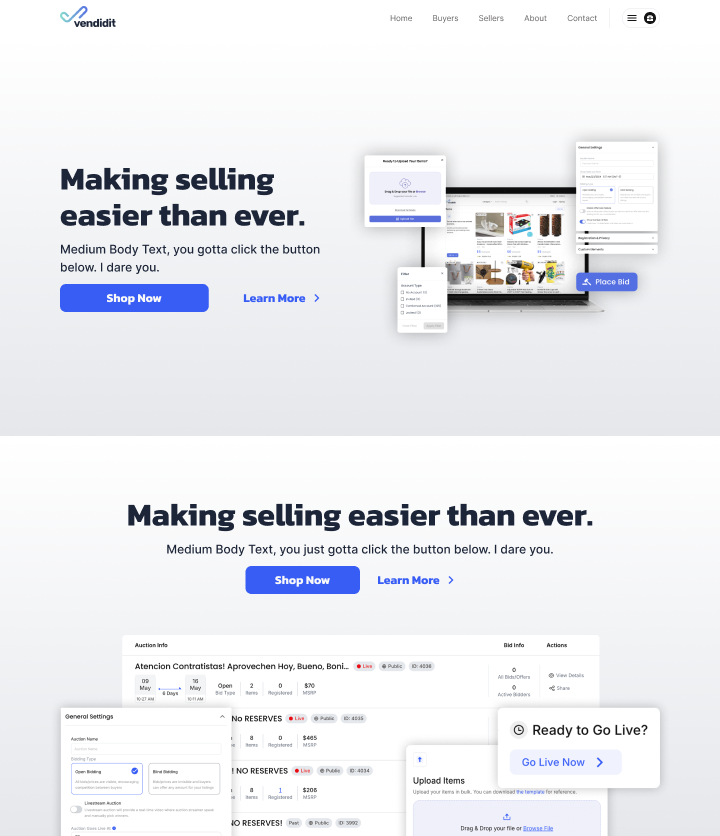 vendidit
Home Buyers Sellers About Contact
Making selling
easier than ever.
Medium Body Text, you gotta click the button
below. I dare you.
Shop Now Learn More
Ready to Upload Your Items?
Filter
Account Type
General Settings
Registration & Privacy
Place Bid
Making selling easier than ever.
Medium Body Text, you just gotta click the button below. I dare you.
Shop Now Learn More
Auction Info Bid Info Actions
Atencion Contratistas! Aprovechen Hoy, Bueno, Boni... Live Public ID: 4036
09 May 16 May
10:27 AM 6 Days 10:11 AM
Open 2 0 $70
Bid Type Items Registered MSRP
0
All Bids/Offers
0
Active Bidders
View Details
Share
No RESERVES Live Public ID: 4035
8 0 $465
Items Registered MSRP
! NO RESERVES Live Public ID: 4034
8 1 $206
Items Registered MSRP
NO RESERVES! Past Public ID: 3992
General Settings
Auction Name
Auction Name
Bidding Type
Open Bidding
Blind Bidding
Livestream Auction
Auction Goes Live At
Ready to Go Live?
Go Live Now
Upload Items
Upload your items in bulk. You can download the template for reference.
Drag & Drop your file or Browse File